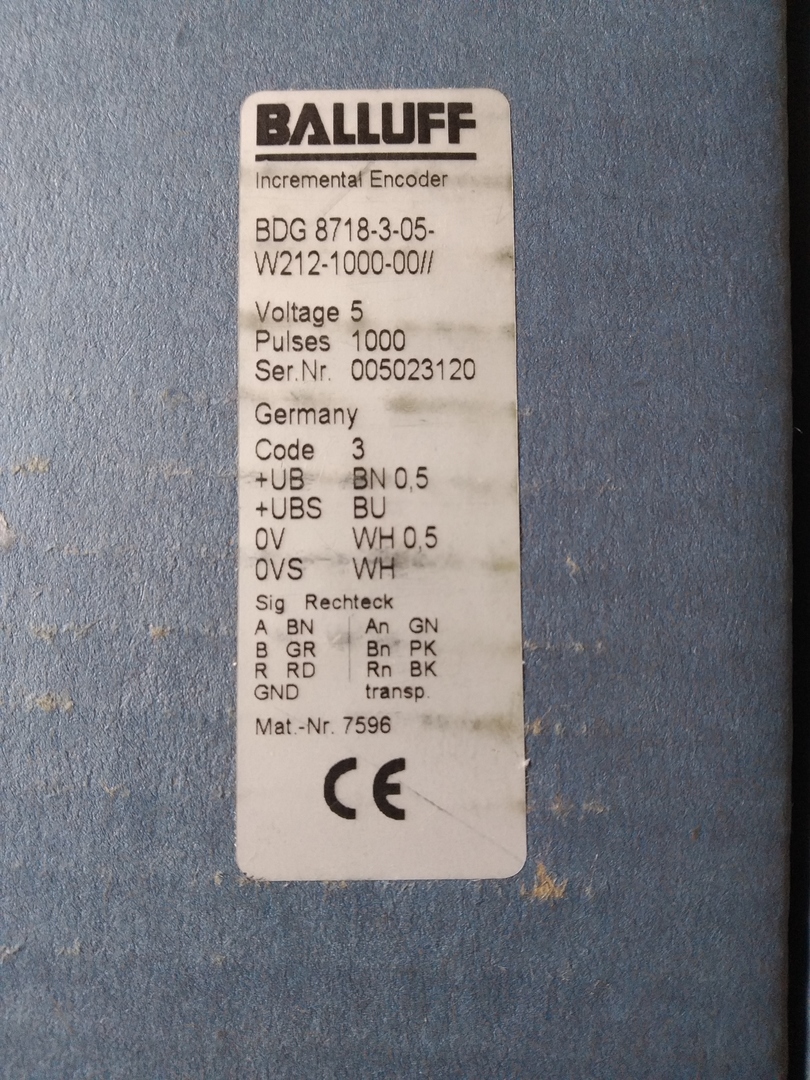 BALLUFF
Incremental Encoder
BDG 8718-3-05-
W212-1000-00//
Voltage 5
Pulses 1000
Ser.Nr. 005023120
Germany
Code 3
+UB BN 0,5
+UBS BU
0V WH 0,5
0VS WH
Sig Rechteck
A BN An GN
B GR Bn PK
R RD Rn BK
GND transp.
Mat.-Nr. 7596
CE